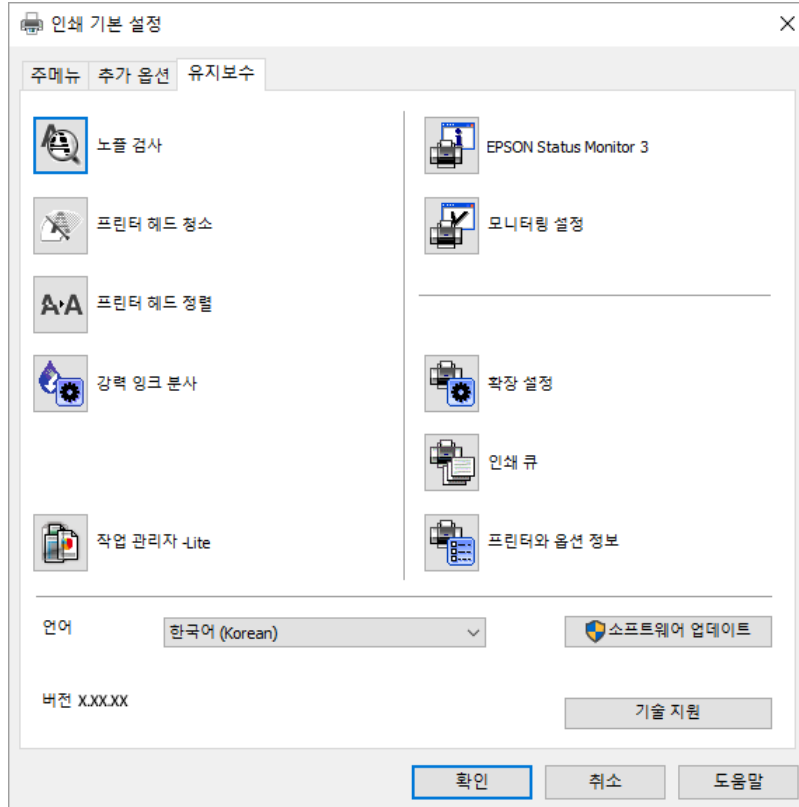 인쇄 기본 설정
주메뉴 추가 옵션 유지보수
노즐 검사
프린터 헤드 청소
프린터 헤드 정렬
A▸A
강력 잉크 분사
작업 관리자 -Lite
EPSON Status Monitor 3
모니터링 설정
확장 설정
인쇄 큐
프린터와 옵션 정보
언어 한국어 (Korean) 소프트웨어 업데이트
버전 X.XX.XX 기술 지원
확인 취소 도움말